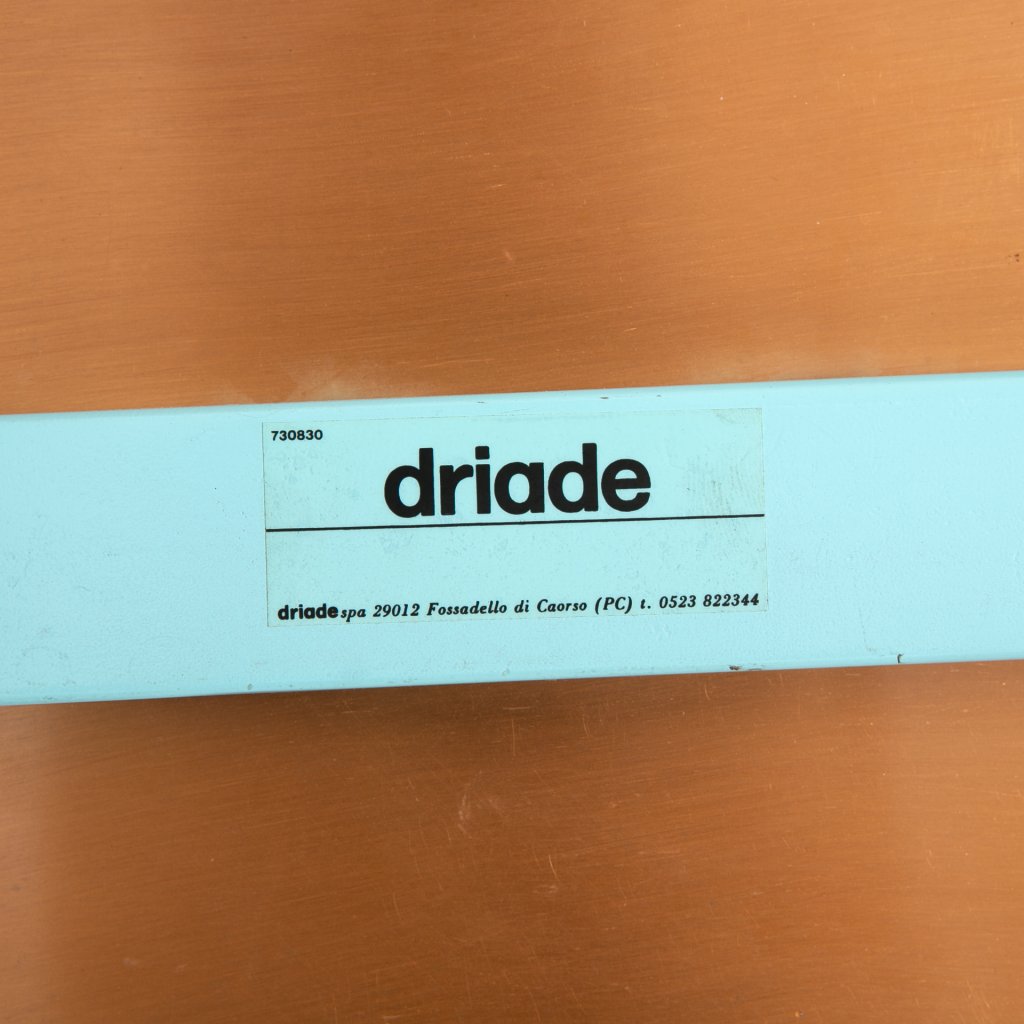 730830
driade
driade spa 29012 Fossadello di Caorso (PC) t. 0523 822344